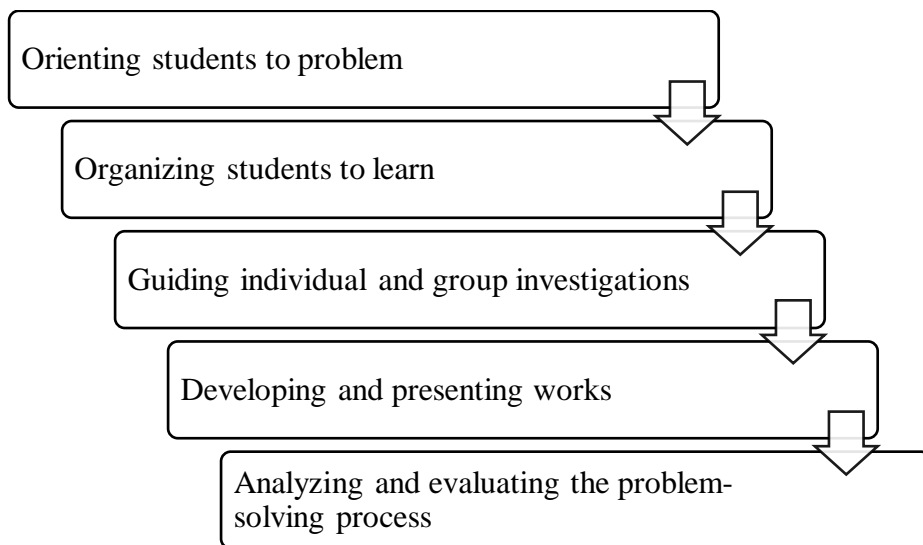 Orienting students to problem
Organizing students to learn
Guiding individual and group investigations
Developing and presenting works
Analyzing and evaluating the problem-
solving process